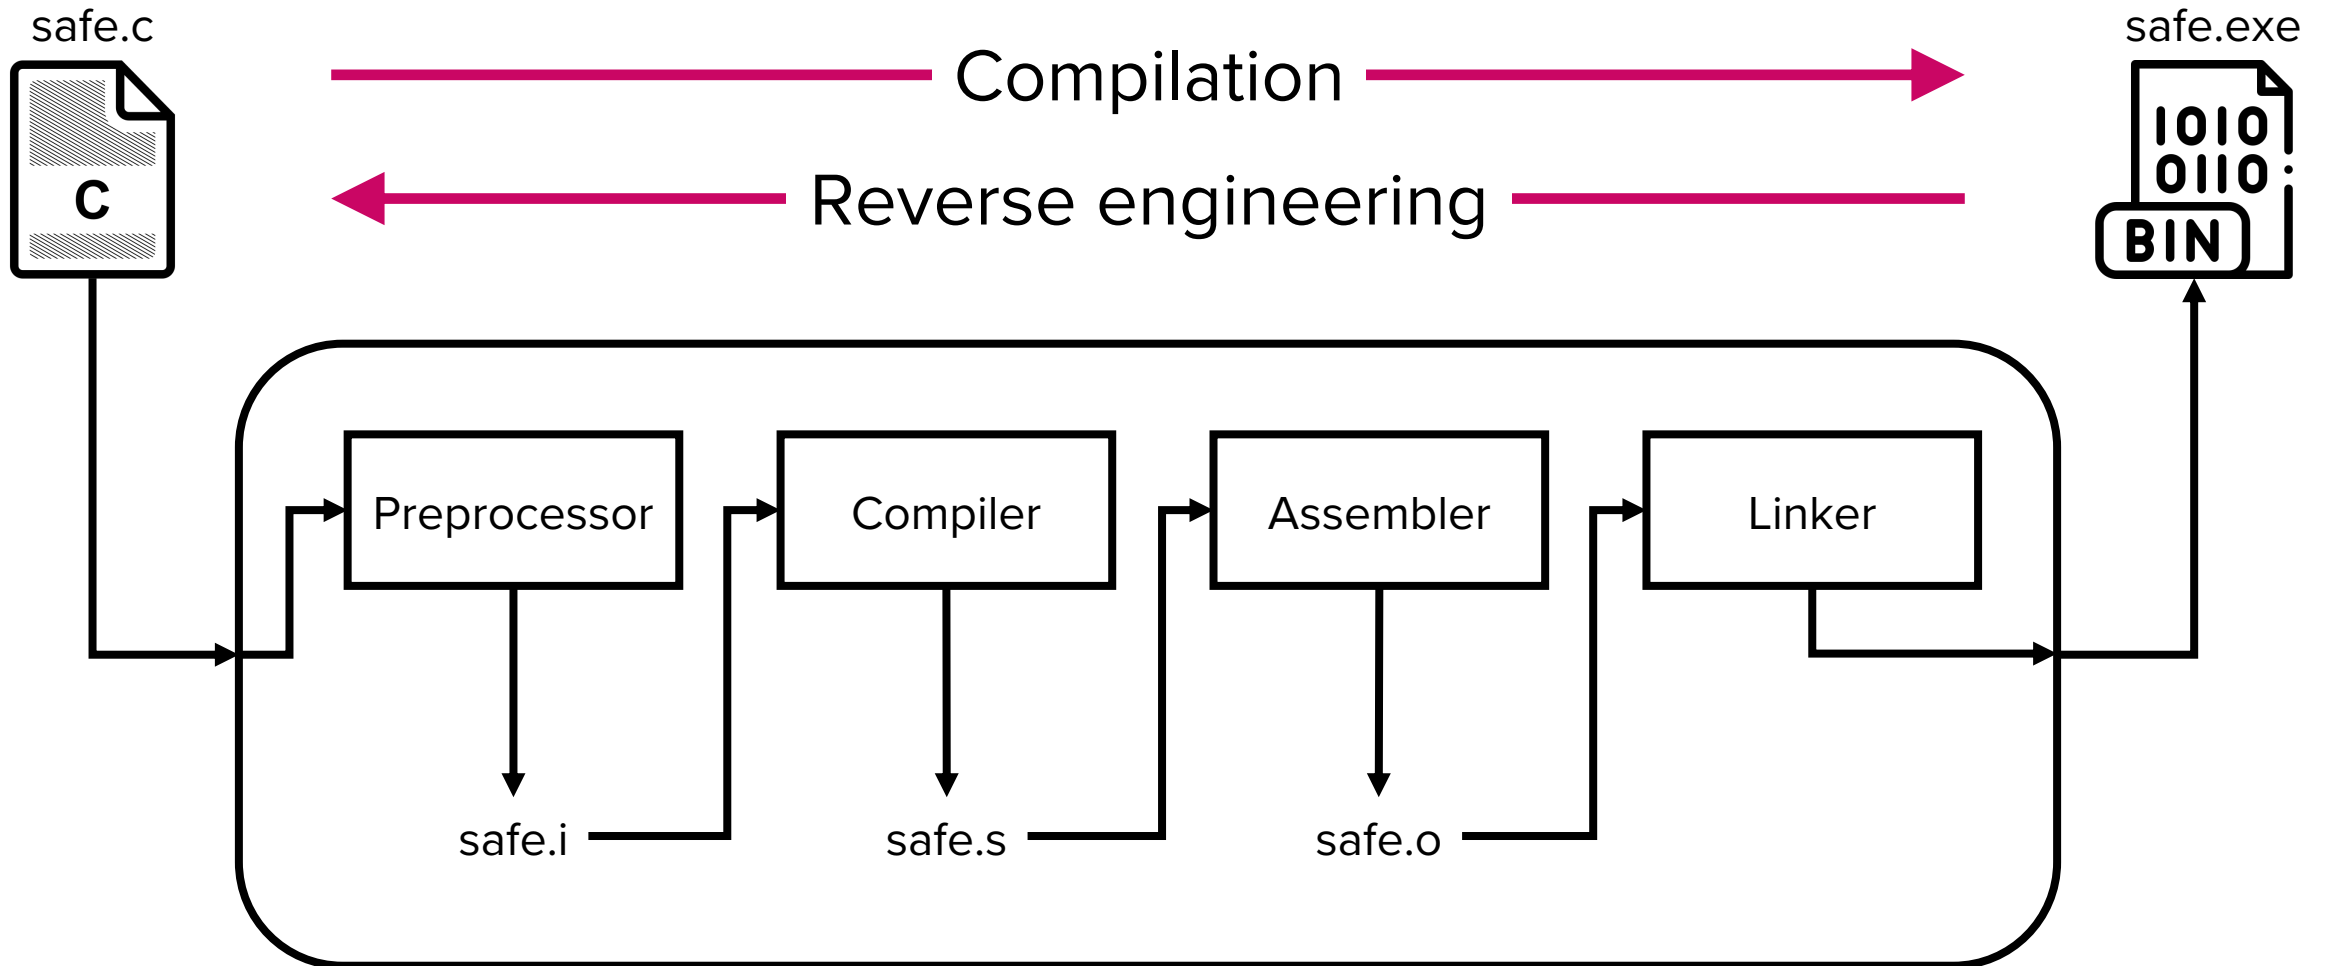 safe.c
safe.exe
Compilation
Reverse engineering
C
1010
0110
BIN
Preprocessor
Compiler
Assembler
Linker
safe.i
safe.s
safe.o